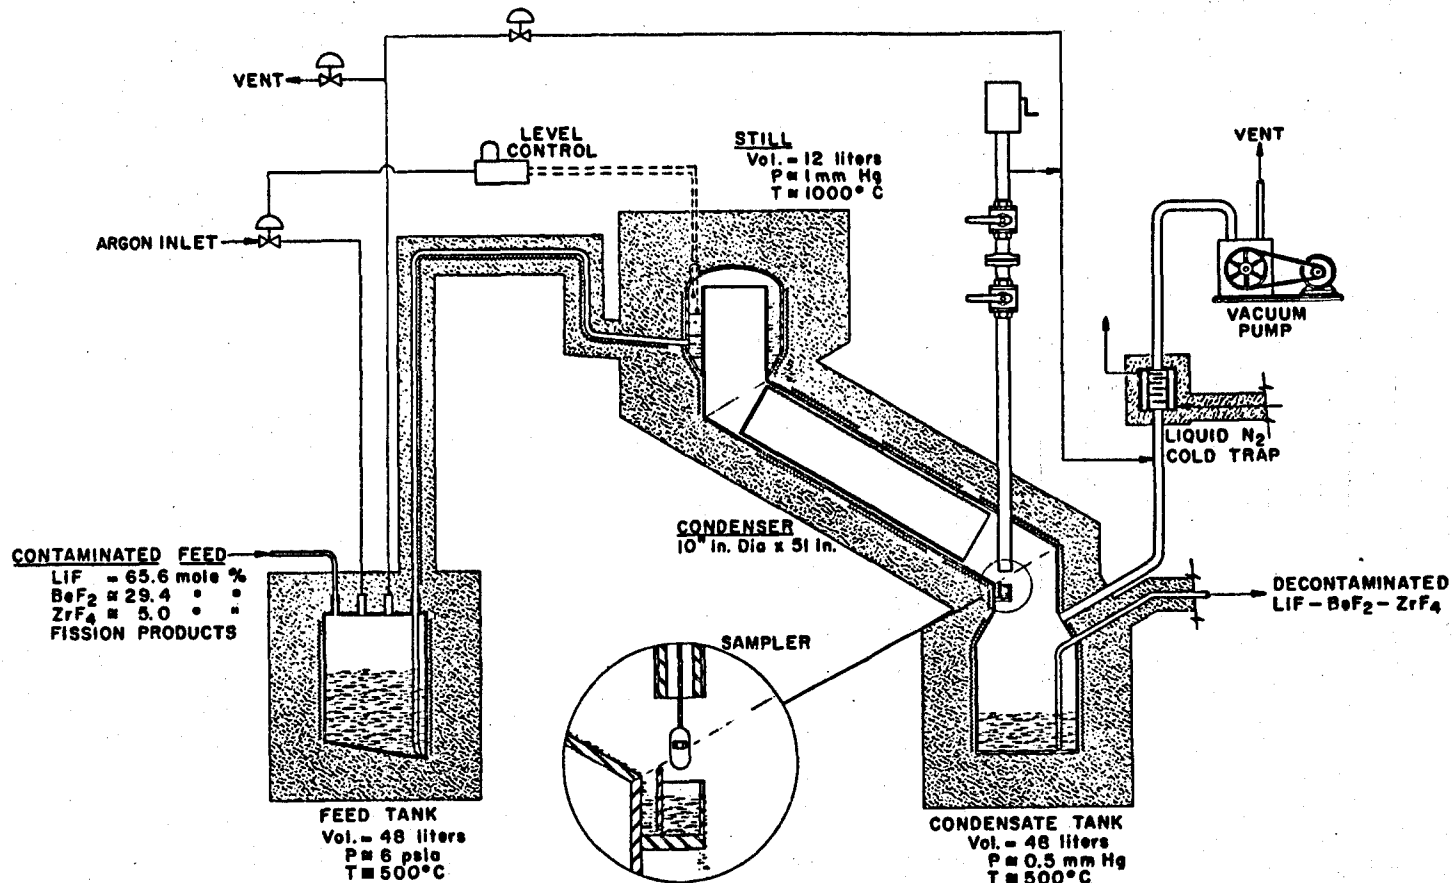 VENT
LEVEL
CONTROL
STILL
Vol. = 12 liters
P ≅ 1 mm Hg
T ≅ 1000° C
VENT
ARGON INLET
VACUUM
PUMP
LIQUID N2
COLD TRAP
CONDENSER
10" In. Dia x 51 In.
CONTAMINATED FEED
LiF = 65.6 mole %
BeF2 ≅ 29.4 " "
ZrF4 ≅ 5.0 " "
FISSION PRODUCTS
DECONTAMINATED
LiF-BeF2-ZrF4
SAMPLER
FEED TANK
Vol. = 48 liters
P ≅ 6 psia
T ≅ 500°C
CONDENSATE TANK
Vol. = 48 liters
P ≅ 0.5 mm Hg
T ≅ 500°C